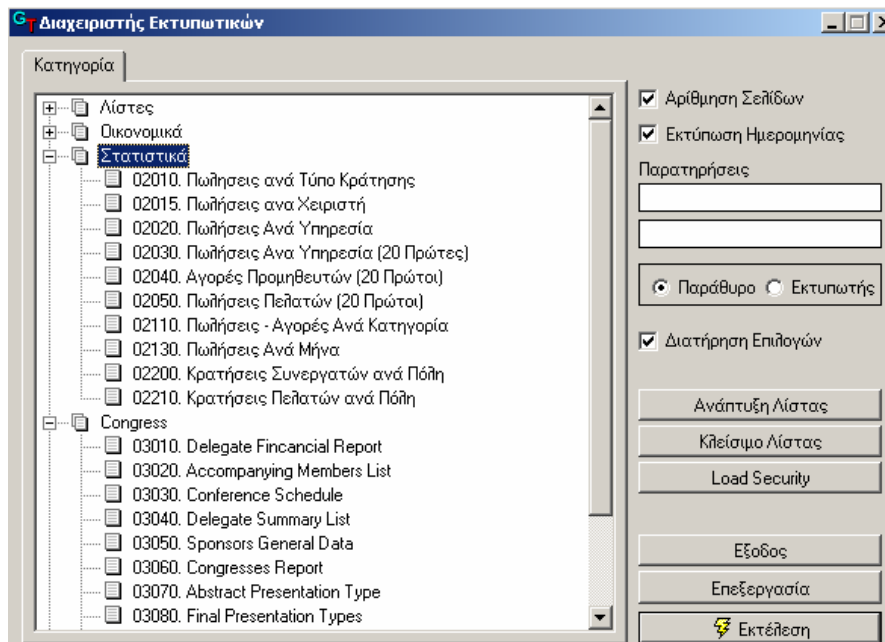 GT Διαχειριστής Εκτυπωτικών
Κατηγορία
Λίστες
Οικονομικά
Στατιστικά
02010. Πωλησεις ανά Τύπο Κράτησης
02015. Πωλήσεις ανα Χειριστή
02020. Πωλήσεις Ανά Υπηρεσία
02030. Πωλήσεις Ανα Υπηρεσία (20 Πρώτες)
02040. Αγορές Προμηθευτών (20 Πρώτοι)
02050. Πωλήσεις Πελατών (20 Πρώτοι)
02110. Πωλήσεις - Αγορές Ανά Κατηγορία
02130. Πωλήσεις Ανά Μήνα
02200. Κρατήσεις Συνεργατών ανά Πόλη
02210. Κρατήσεις Πελατών ανά Πόλη
Congress
03010. Delegate Fincancial Report
03020. Accompanying Members List
03030. Conference Schedule
03040. Delegate Summary List
03050. Sponsors General Data
03060. Congresses Report
03070. Abstract Presentation Type
03080. Final Presentation Types
Αρίθμηση Σελίδων
Εκτύπωση Ημερομηνίας
Παρατηρήσεις
Παράθυρο Εκτυπωτής
Διατήρηση Επιλογών
Ανάπτυξη Λίστας
Κλείσιμο Λίστας
Load Security
Εξοδος
Επεξεργασία
Εκτέλεση